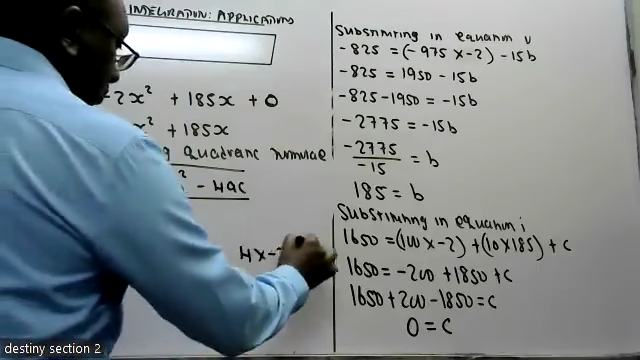 INTEGRATION: APPLICATIONS
-2x² + 185x + 0
x² + 185x
Quadratic
² - 4ac
4x-
Substituting in equation v
-825 = (-975 x -2) - 15b
-825 = 1950 - 15b
-825 - 1950 = -15b
-2775 = -15b
-2775
-15
= b
185 = b
Substituting in equation i
1650 = (100 x -2) + (10 x 185) + c
1650 = -200 + 1850 + c
1650 + 200 - 1850 = c
0 = c
destiny section 2